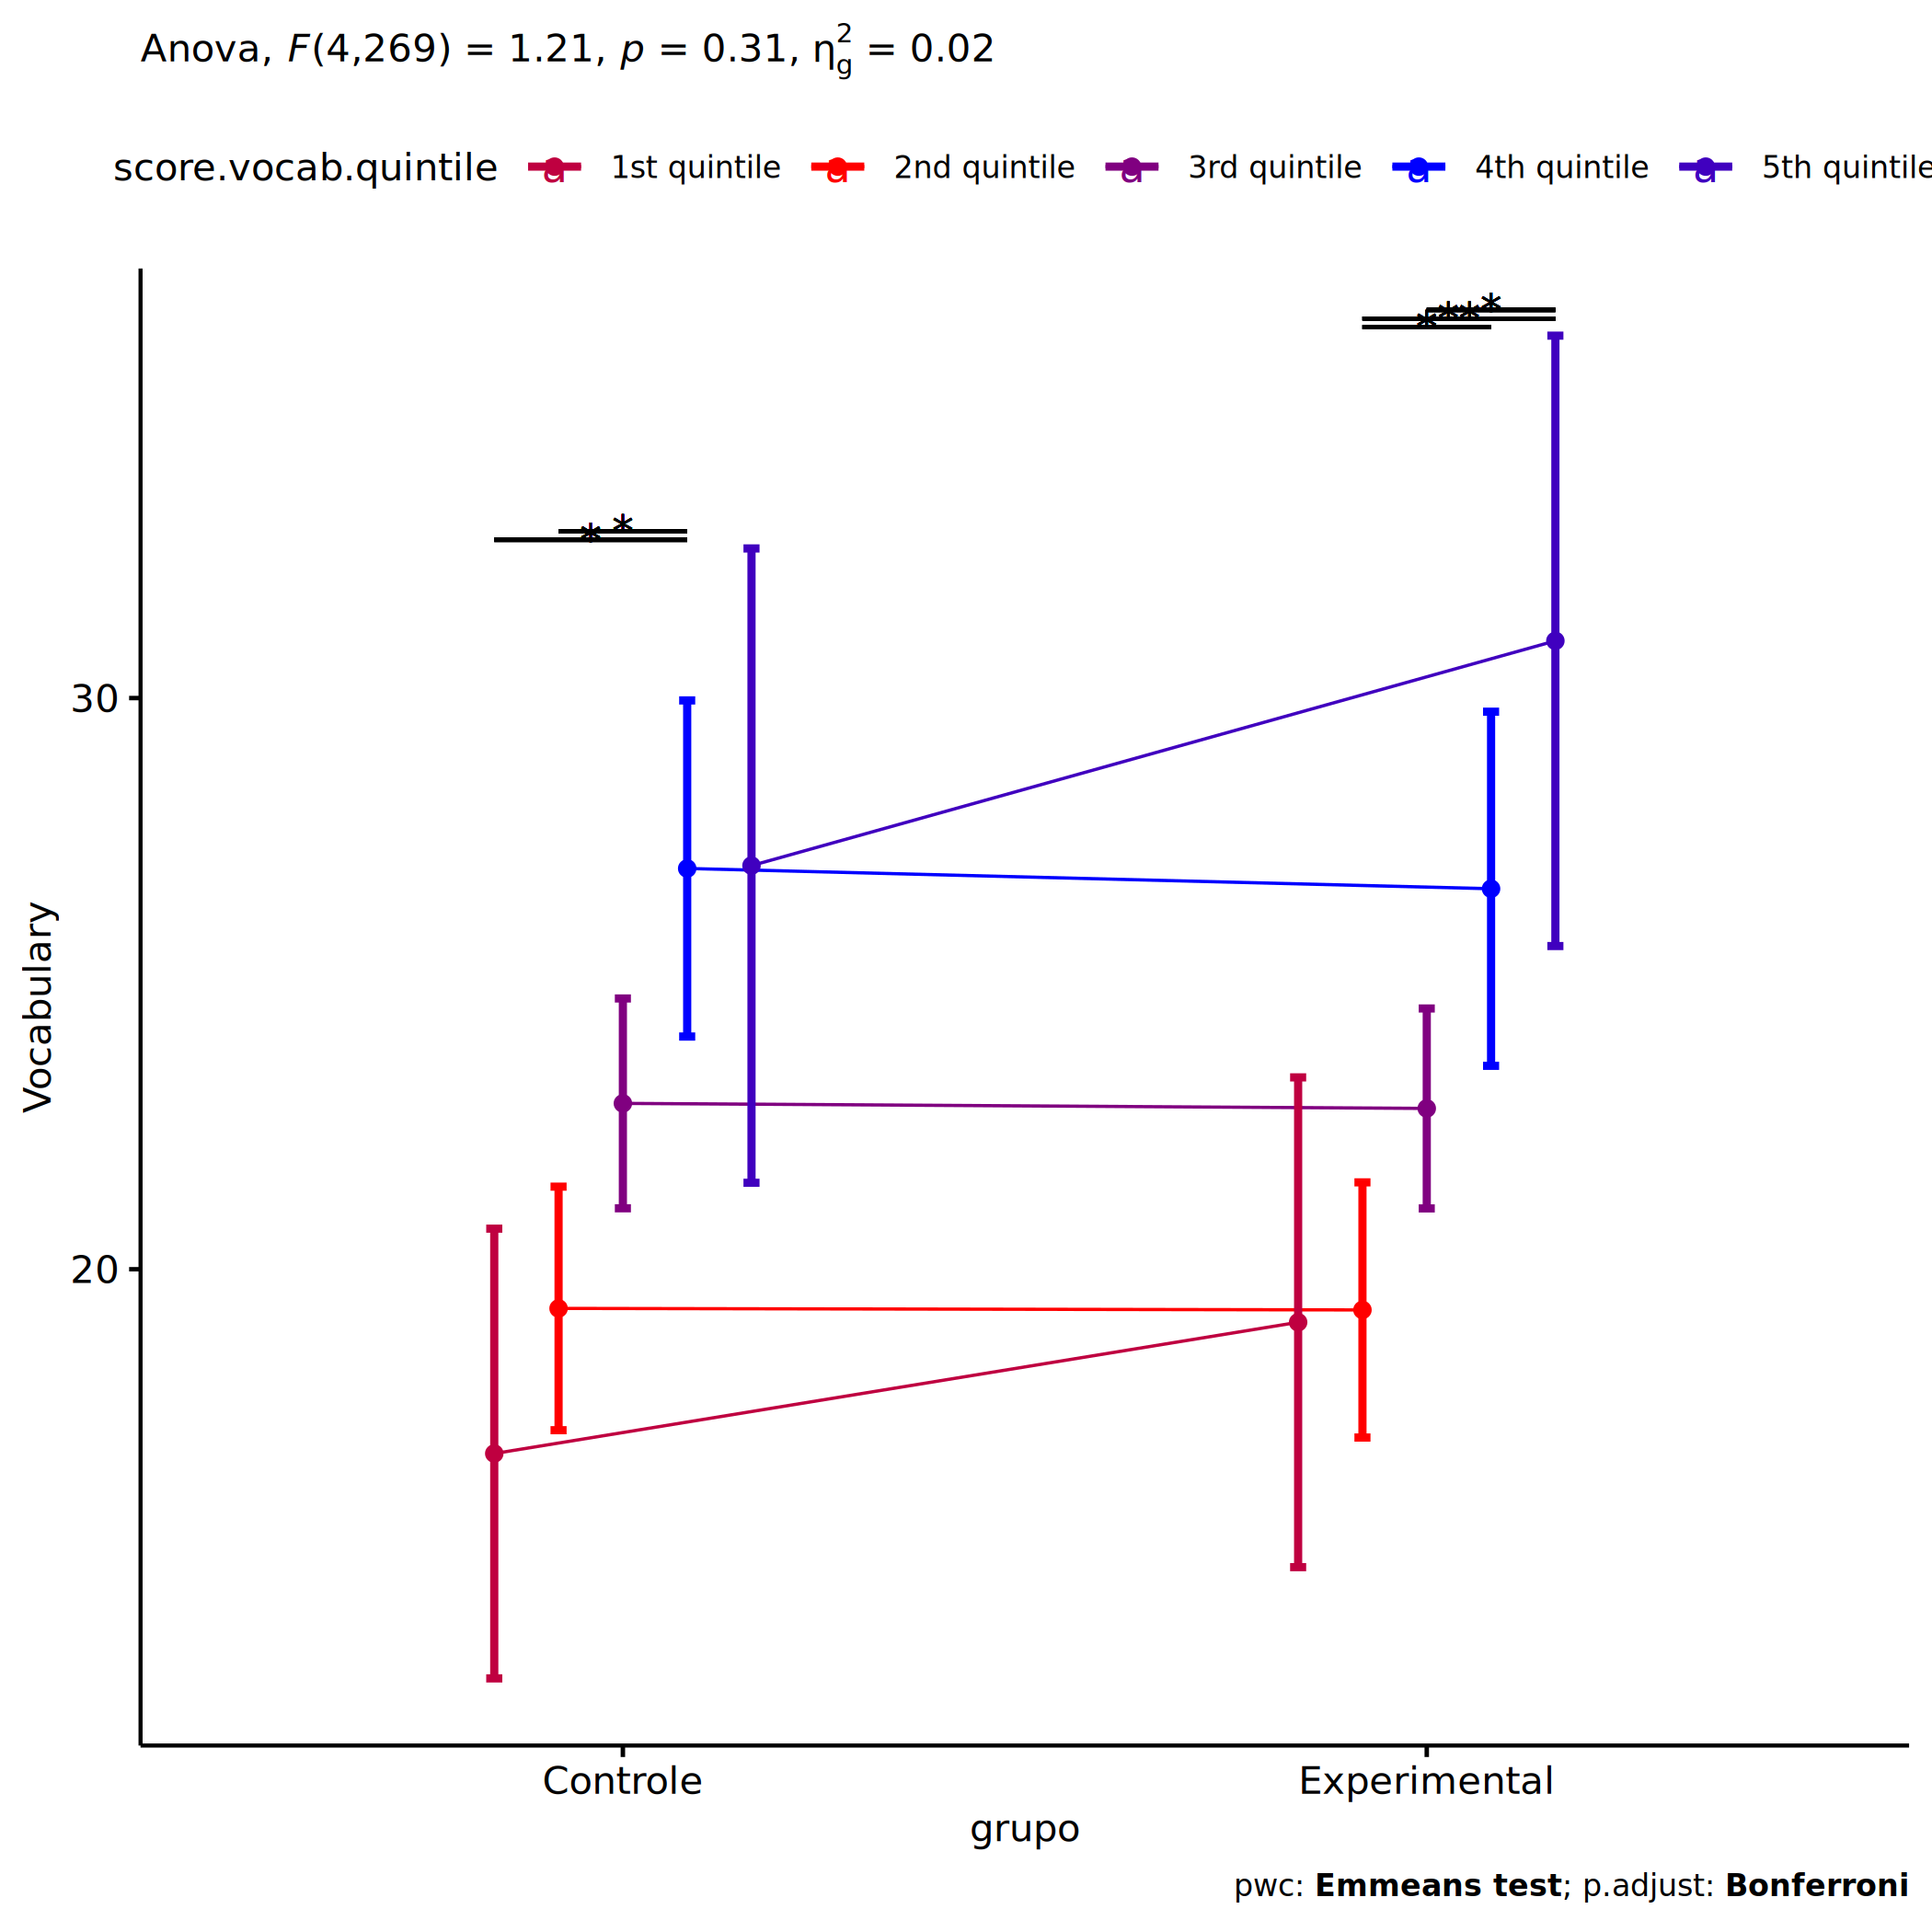 Anova, F(4,269) = 1.21, p = 0.31, η²g = 0.02
score.vocab.quintile a 1st quintile a 2nd quintile a 3rd quintile a 4th quintile a 5th quintile
* *
* ** *
30
20
Vocabulary
Controle Experimental
grupo
pwc: Emmeans test; p.adjust: Bonferroni